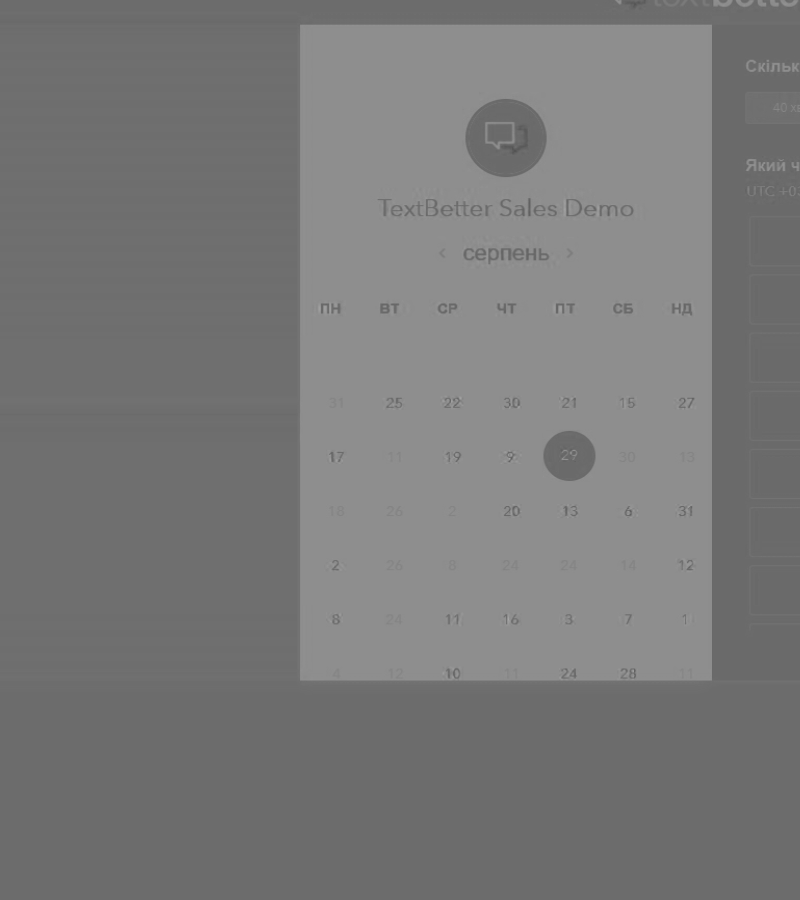 textbette
TextBetter Sales Demo
< серпень >
ПН ВТ СР ЧТ ПТ СБ НД
31 25 22 30 21 15 27
17 11 19 9 29 30 13
18 26 2 20 13 6 31
2 26 8 24 24 14 12
8 24 11 16 3 7 1
4 12 10 11 24 28 11
Скільк
40 хв
Який ч
UTC +03